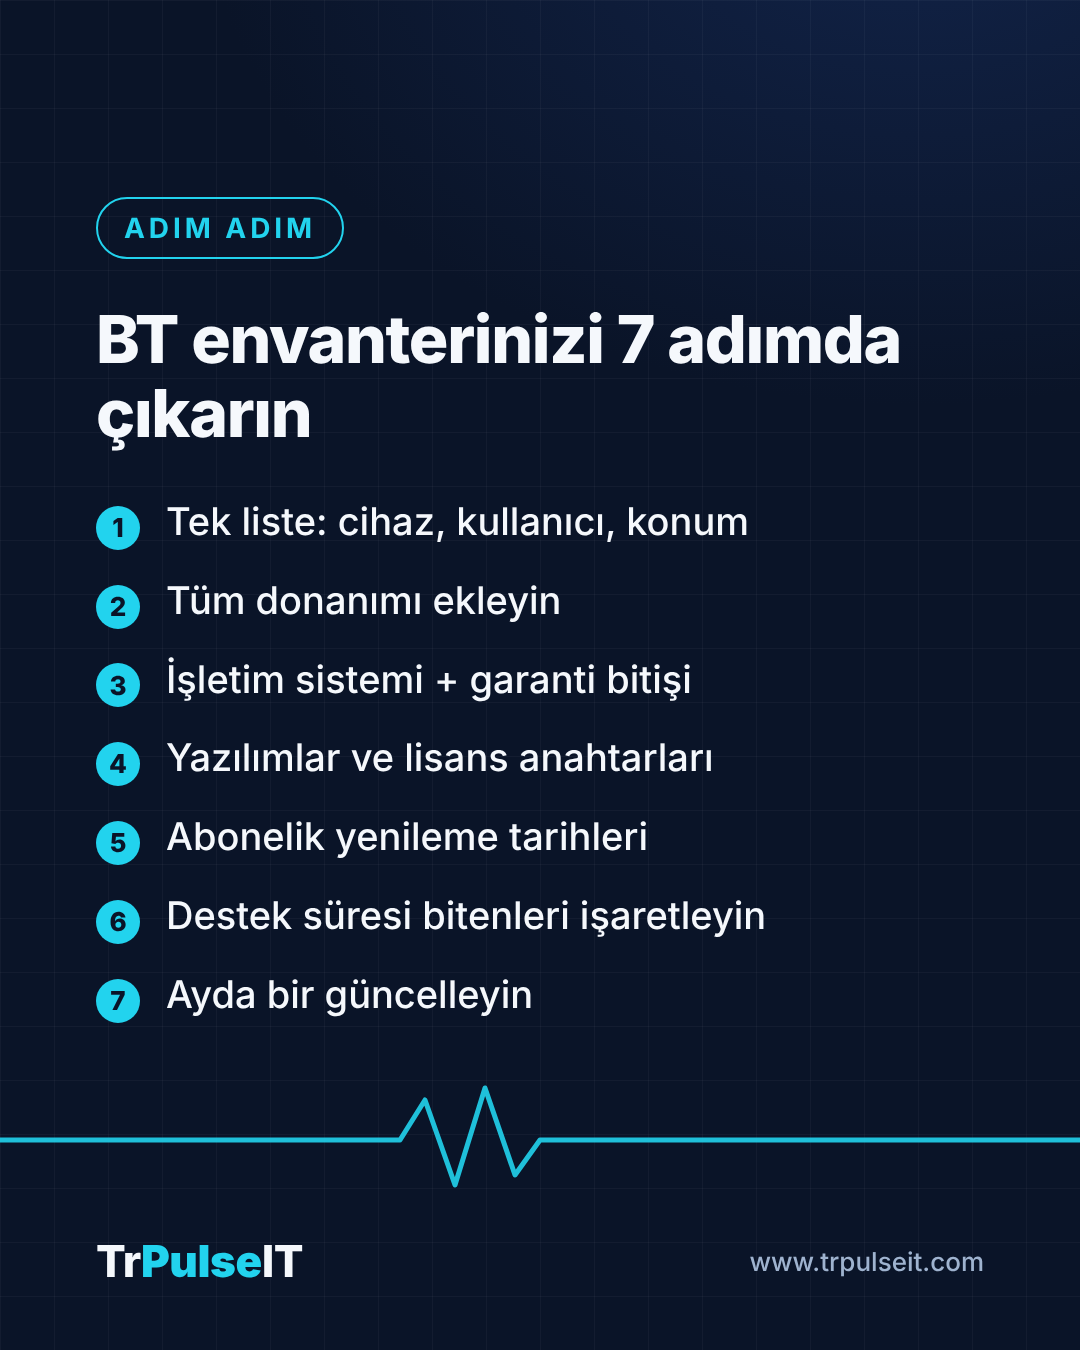 ADIM ADIM
BT envanterinizi 7 adımda
çıkarın
1 Tek liste: cihaz, kullanıcı, konum
2 Tüm donanımı ekleyin
3 İşletim sistemi + garanti bitişi
4 Yazılımlar ve lisans anahtarları
5 Abonelik yenileme tarihleri
6 Destek süresi bitenleri işaretleyin
7 Ayda bir güncelleyin
TrPulseIT
www.trpulseit.com